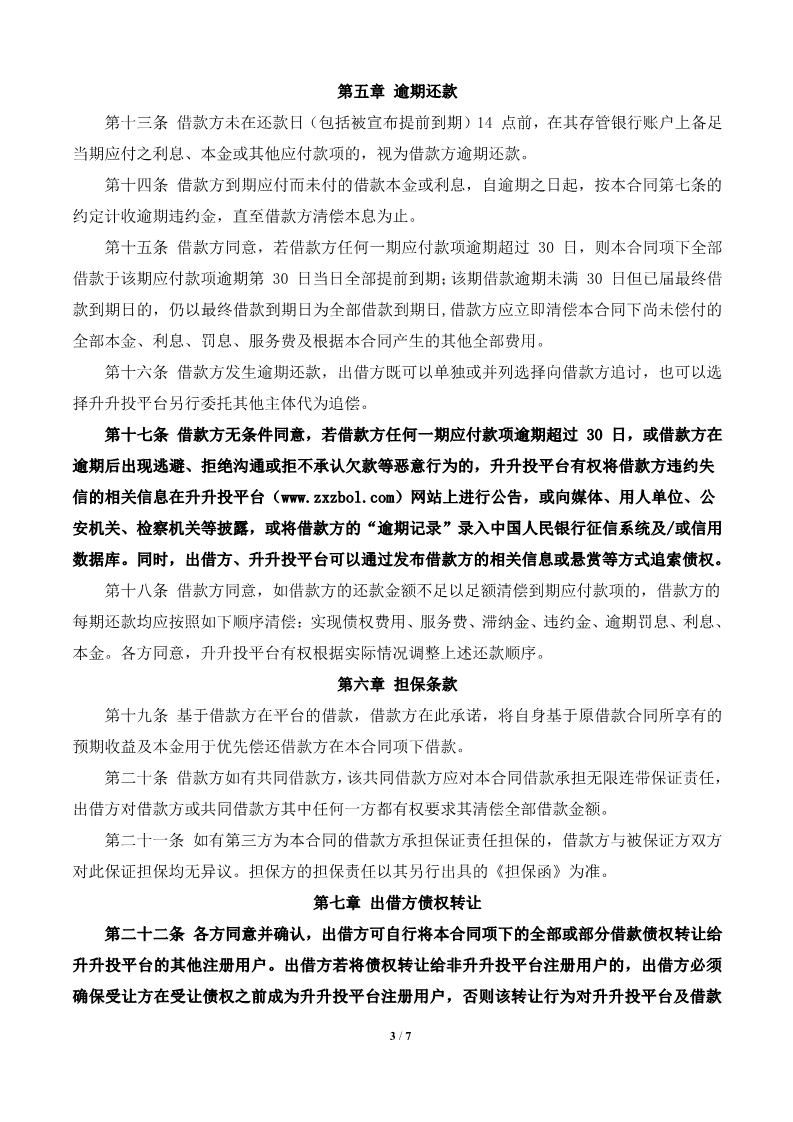 第五章 逾期还款
第十三条 借款方未在还款日（包括被宣布提前到期）14 点前，在其存管银行账户上备足
当期应付之利息、本金或其他应付款项的，视为借款方逾期还款。
第十四条 借款方到期应付而未付的借款本金或利息，自逾期之日起，按本合同第七条的
约定计收逾期违约金，直至借款方清偿本息为止。
第十五条 借款方同意，若借款方任何一期应付款项逾期超过 30 日，则本合同项下全部
借款于该期应付款项逾期第 30 日当日全部提前到期；该期借款逾期未满 30 日但已届最终借
款到期日的，仍以最终借款到期日为全部借款到期日,借款方应立即清偿本合同下尚未偿付的
全部本金、利息、罚息、服务费及根据本合同产生的其他全部费用。
第十六条 借款方发生逾期还款，出借方既可以单独或并列选择向借款方追讨，也可以选
择升升投平台另行委托其他主体代为追偿。
第十七条 借款方无条件同意，若借款方任何一期应付款项逾期超过 30 日，或借款方在
逾期后出现逃避、拒绝沟通或拒不承认欠款等恶意行为的，升升投平台有权将借款方违约失
信的相关信息在升升投平台（www.zxzbol.com）网站上进行公告，或向媒体、用人单位、公
安机关、检察机关等披露，或将借款方的“逾期记录”录入中国人民银行征信系统及/或信用
数据库。同时，出借方、升升投平台可以通过发布借款方的相关信息或悬赏等方式追索债权。
第十八条 借款方同意，如借款方的还款金额不足以足额清偿到期应付款项的，借款方的
每期还款均应按照如下顺序清偿：实现债权费用、服务费、滞纳金、违约金、逾期罚息、利息、
本金。各方同意，升升投平台有权根据实际情况调整上述还款顺序。
第六章 担保条款
第十九条 基于借款方在平台的借款，借款方在此承诺，将自身基于原借款合同所享有的
预期收益及本金用于优先偿还借款方在本合同项下借款。
第二十条 借款方如有共同借款方，该共同借款方应对本合同借款承担无限连带保证责任，
出借方对借款方或共同借款方其中任何一方都有权要求其清偿全部借款金额。
第二十一条 如有第三方为本合同的借款方承担保证责任担保的，借款方与被保证方双方
对此保证担保均无异议。担保方的担保责任以其另行出具的《担保函》为准。
第七章 出借方债权转让
第二十二条 各方同意并确认，出借方可自行将本合同项下的全部或部分借款债权转让给
升升投平台的其他注册用户。出借方若将债权转让给非升升投平台注册用户的，出借方必须
确保受让方在受让债权之前成为升升投平台注册用户，否则该转让行为对升升投平台及借款
3 / 7